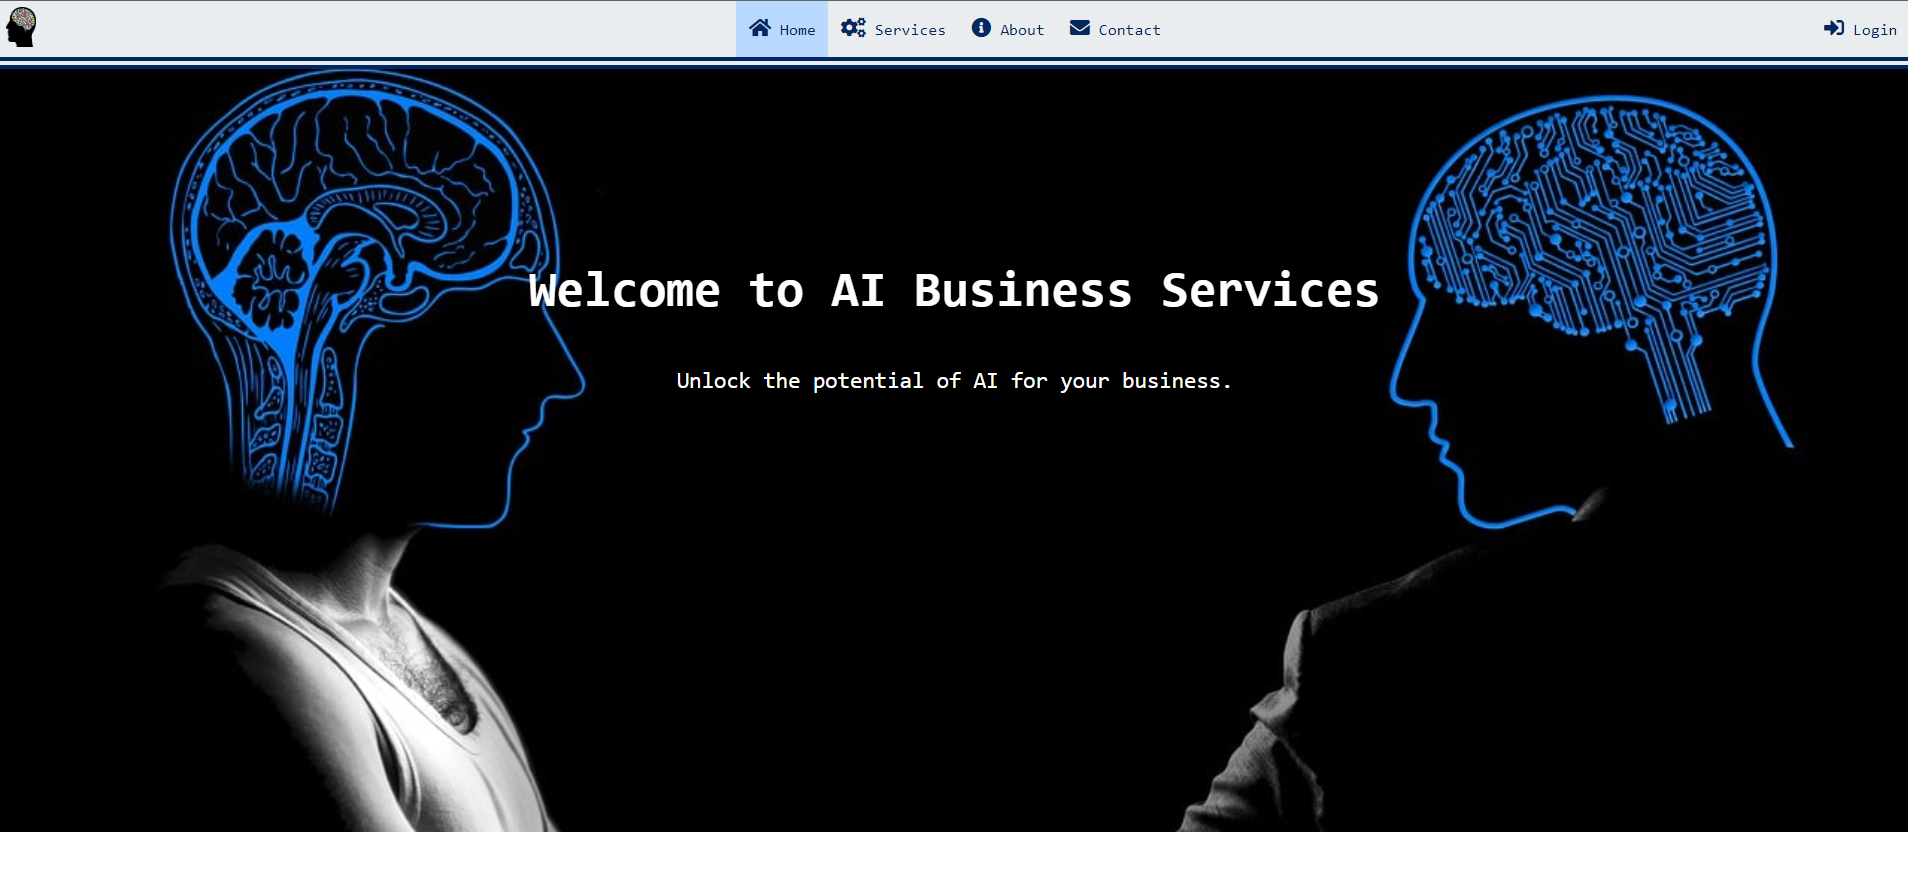 Home Services About Contact Login
Welcome to AI Business Services
Unlock the potential of AI for your business.